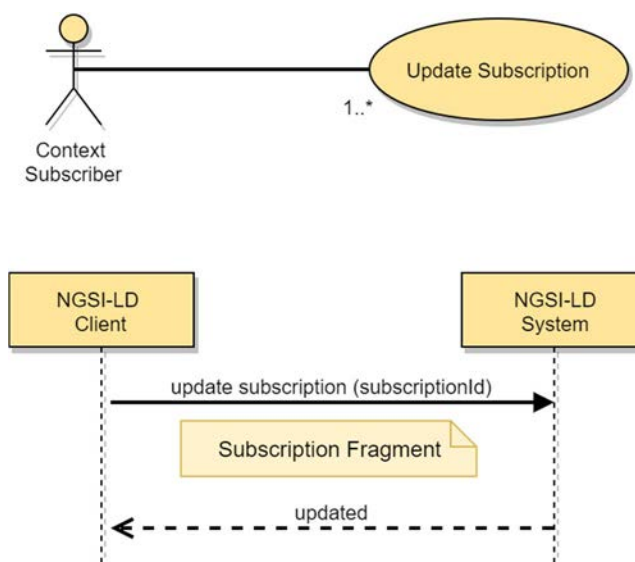 Update Subscription
1..*
Context
Subscriber
NGSI-LD
Client
NGSI-LD
System
update subscription (subscriptionId)
Subscription Fragment
updated